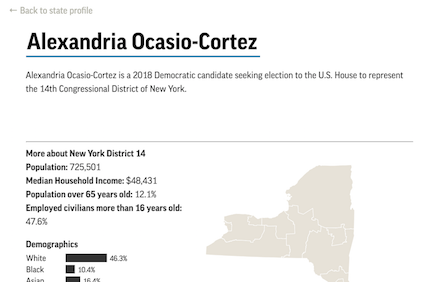 ← Back to state profile
Alexandria Ocasio-Cortez
Alexandria Ocasio-Cortez is a 2018 Democratic candidate seeking election to the U.S. House to represent
the 14th Congressional District of New York.
More about New York District 14
Population: 725,501
Median Household Income: $48,431
Population over 65 years old: 12.1%
Employed civilians more than 16 years old:
47.6%
Demographics
White 46.3%
Black 10.4%
Asian 16.4%